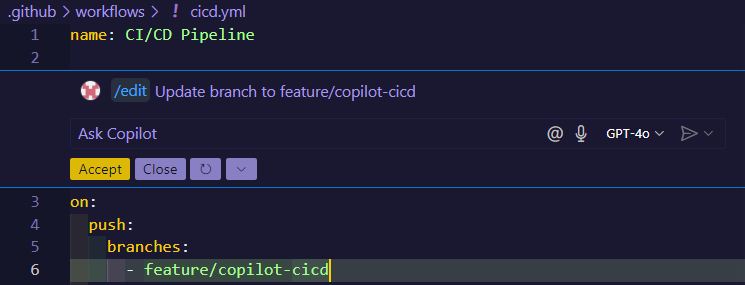 .github > workflows > ! cicd.yml
1 name: CI/CD Pipeline
2
/edit Update branch to feature/copilot-cicd
Ask Copilot @ GPT-4o
Accept Close
3 on:
4 push:
5 branches:
6 - feature/copilot-cicd